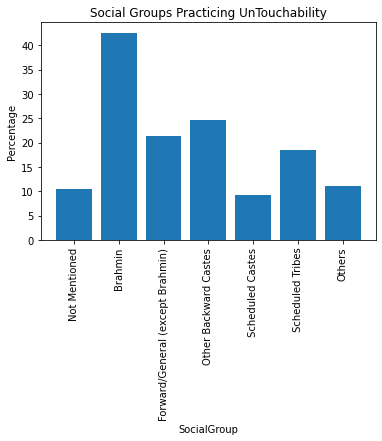 Social Groups Practicing UnTouchability
Percentage
40
35
30
25
20
15
10
5
0
Not Mentioned
Brahmin
Forward/General (except Brahmin)
Other Backward Castes
Scheduled Castes
Scheduled Tribes
Others
SocialGroup